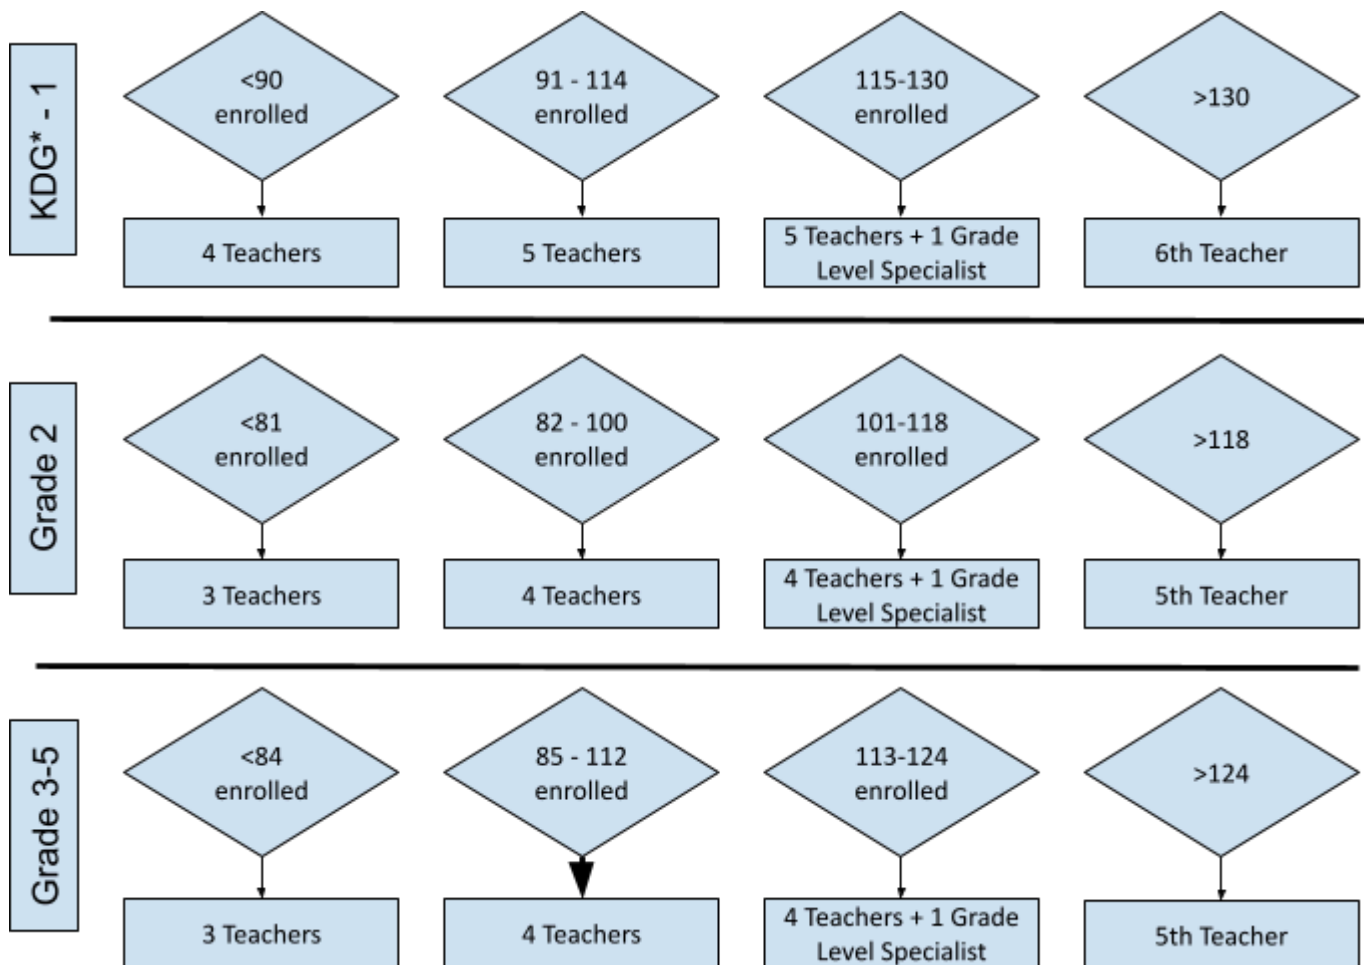 KDG* - 1
<90
enrolled
91 - 114
enrolled
115-130
enrolled
>130
4 Teachers
5 Teachers
5 Teachers + 1 Grade
Level Specialist
6th Teacher
Grade 2
<81
enrolled
82 - 100
enrolled
101-118
enrolled
>118
3 Teachers
4 Teachers
4 Teachers + 1 Grade
Level Specialist
5th Teacher
Grade 3-5
<84
enrolled
85 - 112
enrolled
113-124
enrolled
>124
3 Teachers
4 Teachers
4 Teachers + 1 Grade
Level Specialist
5th Teacher